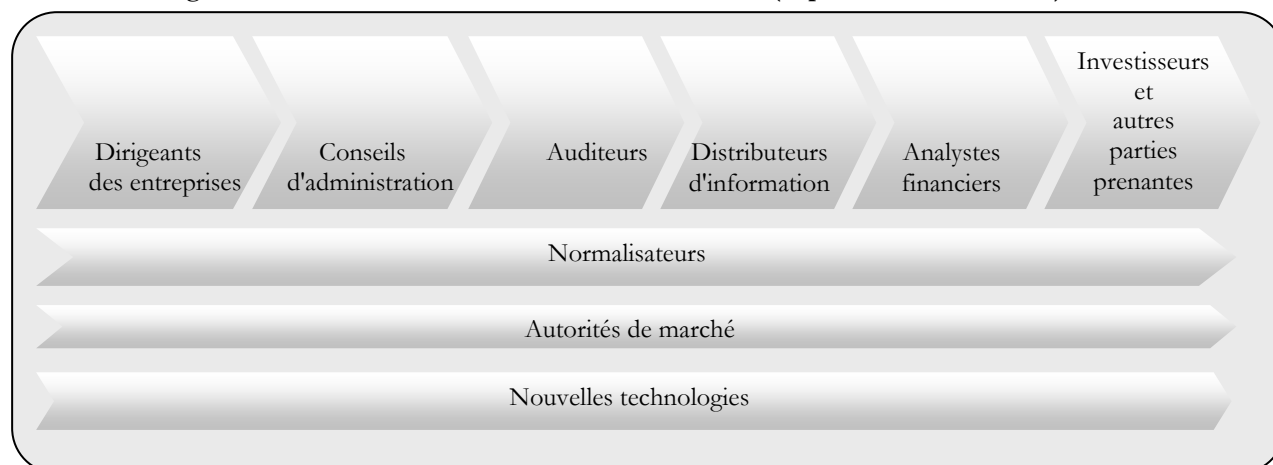 Dirigeants
des entreprises
Conseils
d'administration
Auditeurs
Distributeurs
d'information
Analystes
financiers
Investisseurs
et
autres
parties
prenantes
Normalisateurs
Autorités de marché
Nouvelles technologies